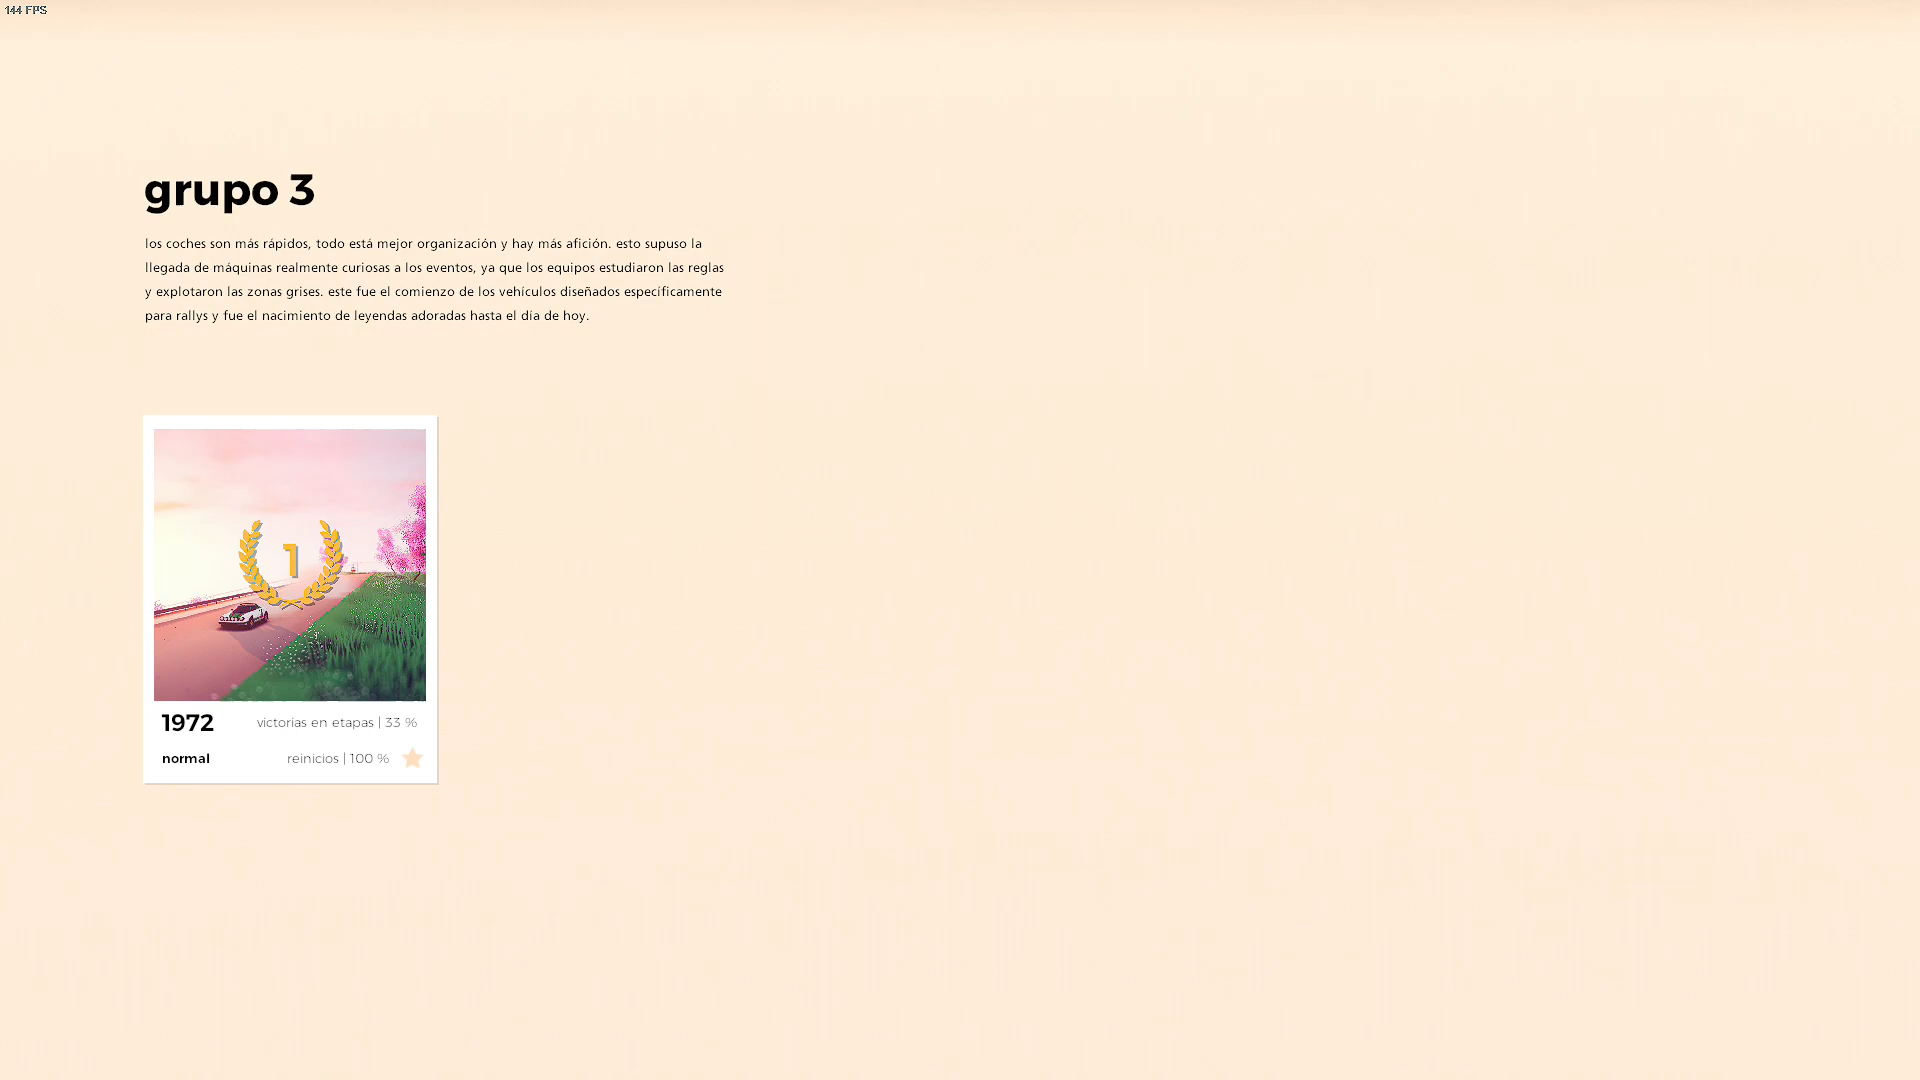 144 FPS
grupo 3
los coches son más rápidos, todo está mejor organización y hay más afición. esto supuso la
llegada de máquinas realmente curiosas a los eventos, ya que los equipos estudiaron las reglas
y explotaron las zonas grises. este fue el comienzo de los vehículos diseñados específicamente
para rallys y fue el nacimiento de leyendas adoradas hasta el día de hoy.
1
1972 victorias en etapas | 33 %
normal reinicios | 100 %